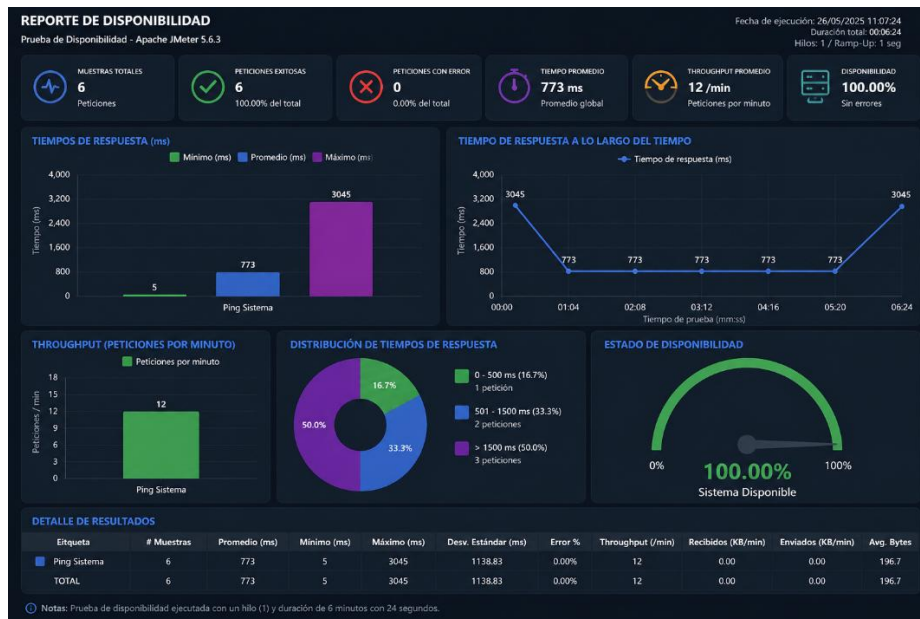 REPORTE DE DISPONIBILIDAD
Prueba de Disponibilidad - Apache JMeter 5.6.3
Fecha de ejecución: 26/05/2025 11:07:24
Duración total: 00:06:24
Hilos: 1 / Ramp-Up: 1 seg
MUESTRAS TOTALES
6
Peticiones
PETICIONES EXITOSAS
6
100.00% del total
PETICIONES CON ERROR
0
0.00% del total
TIEMPO PROMEDIO
773 ms
Promedio global
THROUGHPUT PROMEDIO
12 /min
Peticiones por minuto
DISPONIBILIDAD
100.00%
Sin errores
TIEMPOS DE RESPUESTA (ms)
Mínimo (ms) Promedio (ms) Máximo (ms)
Tiempo (ms)
4,000
3,200
2,400
1,600
800
0
5
773
3045
Ping Sistema
TIEMPO DE RESPUESTA A LO LARGO DEL TIEMPO
Tiempo de respuesta (ms)
Tiempo (ms)
4,000
3,200
2,400
1,600
800
0
3045 773 773 773 773 773 3045
00:00 01:04 02:08 03:12 04:16 05:20 06:24
Tiempo de prueba (mm:ss)
THROUGHPUT (PETICIONES POR MINUTO)
Peticiones por minuto
Peticiones / min
18
15
12
9
6
3
0
12
Ping Sistema
DISTRIBUCIÓN DE TIEMPOS DE RESPUESTA
16.7%
33.3%
50.0%
0 - 500 ms (16.7%)
1 petición
501 - 1500 ms (33.3%)
2 peticiones
> 1500 ms (50.0%)
3 peticiones
ESTADO DE DISPONIBILIDAD
0%
100%
100.00%
Sistema Disponible
DETALLE DE RESULTADOS
Eitqueta # Muestras Promedio (ms) Mínimo (ms) Máximo (ms) Desv. Estándar (ms) Error % Throughput (/min) Recibidos (KB/min) Enviados (KB/min) Avg. Bytes
Ping Sistema 6 773 5 3045 1138.83 0.00% 12 0.00 0.00 196.7
TOTAL 6 773 5 3045 1138.83 0.00% 12 0.00 0.00 196.7
Notas: Prueba de disponibilidad ejecutada con un hilo (1) y duración de 6 minutos con 24 segundos.